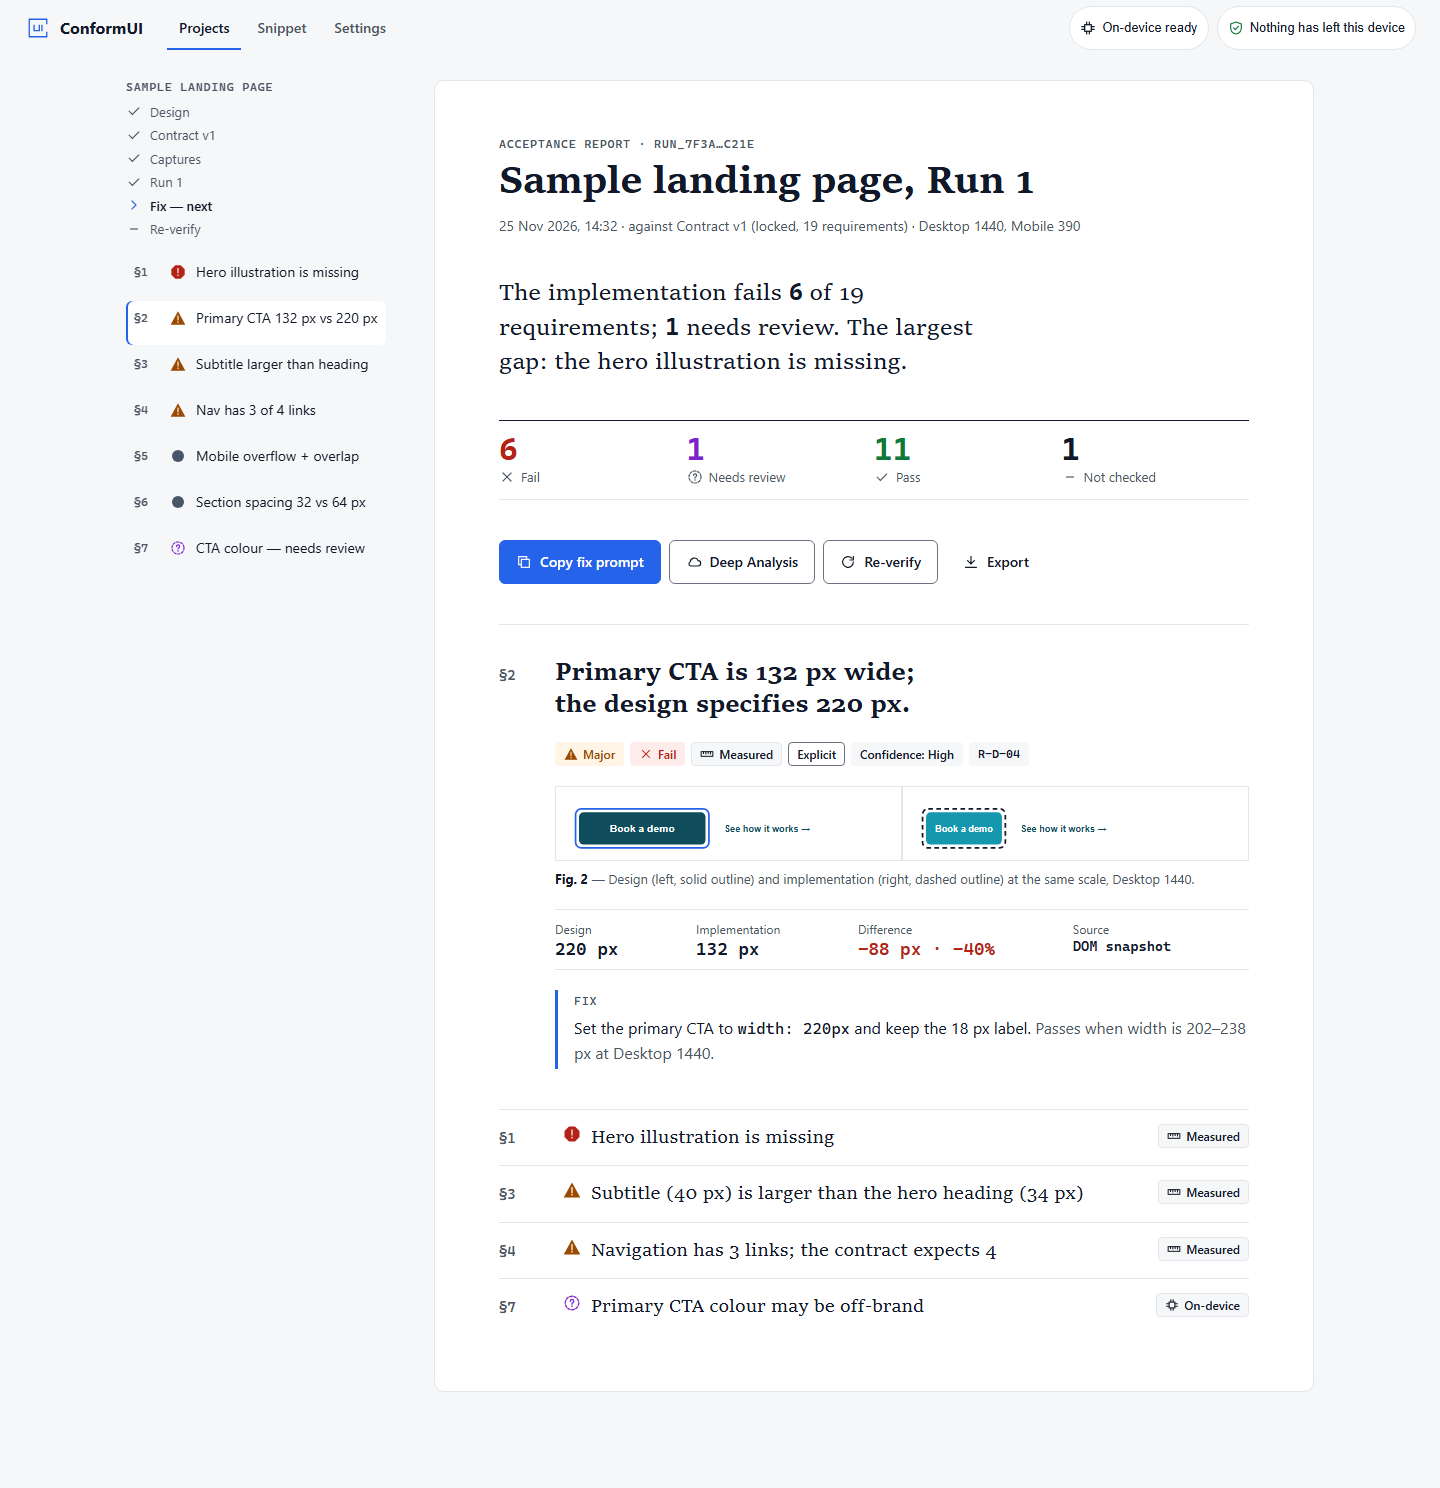 ConformUI
Projects
Snippet
Settings
On-device ready
Nothing has left this device
SAMPLE LANDING PAGE
Design
Contract v1
Captures
Run 1
Fix — next
Re-verify
§1 Hero illustration is missing
§2 Primary CTA 132 px vs 220 px
§3 Subtitle larger than heading
§4 Nav has 3 of 4 links
§5 Mobile overflow + overlap
§6 Section spacing 32 vs 64 px
§7 CTA colour — needs review
ACCEPTANCE REPORT · RUN_7F3A…C21E
Sample landing page, Run 1
25 Nov 2026, 14:32 · against Contract v1 (locked, 19 requirements) · Desktop 1440, Mobile 390
The implementation fails 6 of 19
requirements; 1 needs review. The largest
gap: the hero illustration is missing.
6
Fail
1
Needs review
11
Pass
1
Not checked
Copy fix prompt
Deep Analysis
Re-verify
Export
§2 Primary CTA is 132 px wide;
the design specifies 220 px.
Major
Fail
Measured
Explicit
Confidence: High
R-D-04
Book a demo
See how it works →
Book a demo
See how it works →
Fig. 2 — Design (left, solid outline) and implementation (right, dashed outline) at the same scale, Desktop 1440.
Design
220 px
Implementation
132 px
Difference
−88 px · −40%
Source
DOM snapshot
FIX
Set the primary CTA to width: 220px and keep the 18 px label. Passes when width is 202–238
px at Desktop 1440.
§1 Hero illustration is missing Measured
§3 Subtitle (40 px) is larger than the hero heading (34 px) Measured
§4 Navigation has 3 links; the contract expects 4 Measured
§7 Primary CTA colour may be off-brand On-device